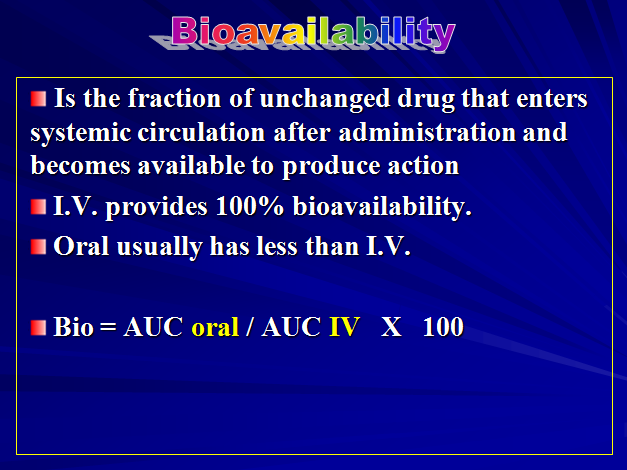 Bioavailability
Is the fraction of unchanged drug that enters
systemic circulation after administration and
becomes available to produce action
I.V. provides 100% bioavailability.
Oral usually has less than I.V.
Bio = AUC oral / AUC IV X 100